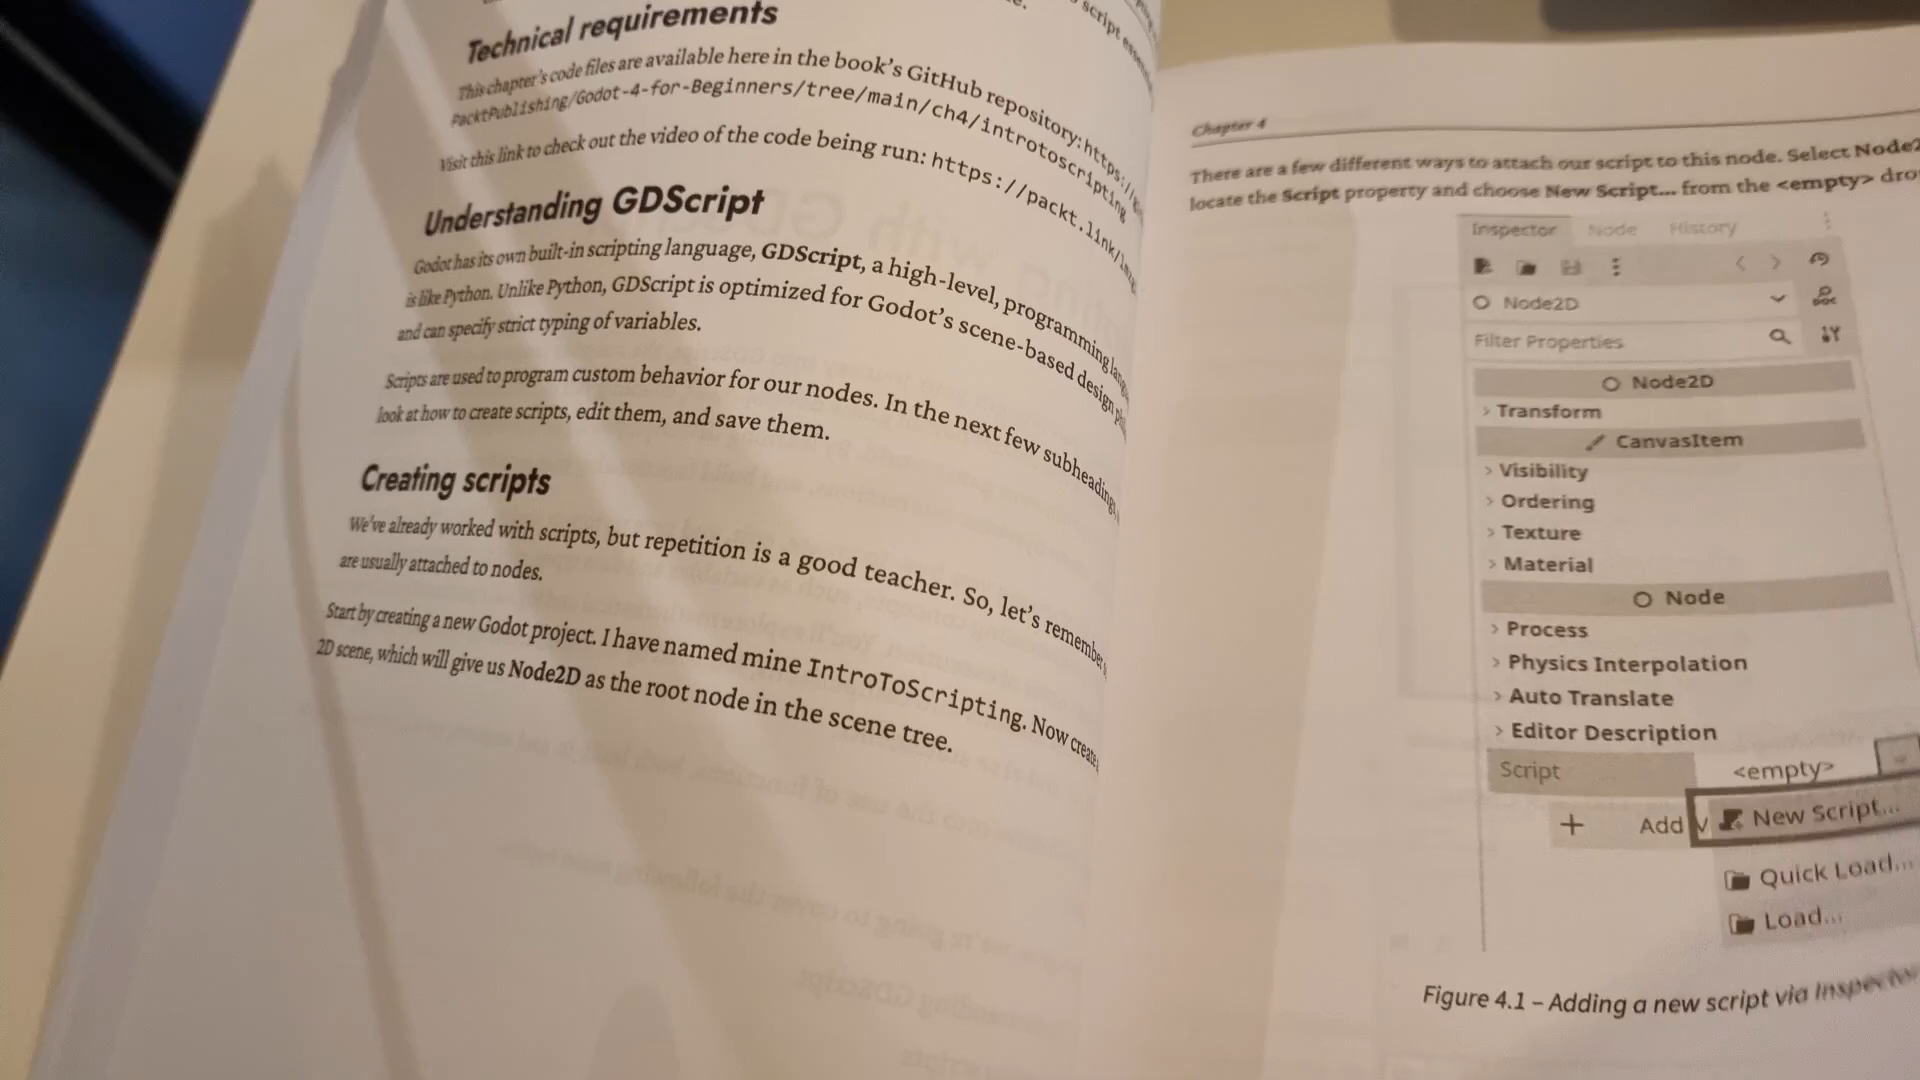 Technical requirements
This chapter's code files are available here in the book's GitHub repository: https://
PacktPublishing/Godot-4-for-Beginners/tree/main/ch4/introtoscripting
Visit this link to check out the video of the code being run: https://packt.link/
Understanding GDScript
Godot has its own built-in scripting language, GDScript, a high-level, programming
is like Python. Unlike Python, GDScript is optimized for Godot's scene-based design
and can specify strict typing of variables.
Scripts are used to program custom behavior for our nodes. In the next few subheadings,
look at how to create scripts, edit them, and save them.
Creating scripts
We've already worked with scripts, but repetition is a good teacher. So, let's remember
are usually attached to nodes.
Start by creating a new Godot project. I have named mine IntroToScripting. Now create
2D scene, which will give us Node2D as the root node in the scene tree.
Chapter 4
There are a few different ways to attach our script to this node. Select Node2
locate the Script property and choose New Script... from the <empty> dro
Inspector Node History
Node2D
Filter Properties
Node2D
Transform
CanvasItem
Visibility
Ordering
Texture
Material
Node
Process
Physics Interpolation
Auto Translate
Editor Description
Script <empty>
+ Add New Script...
Quick Load...
Load...
Figure 4.1 – Adding a new script via Inspector